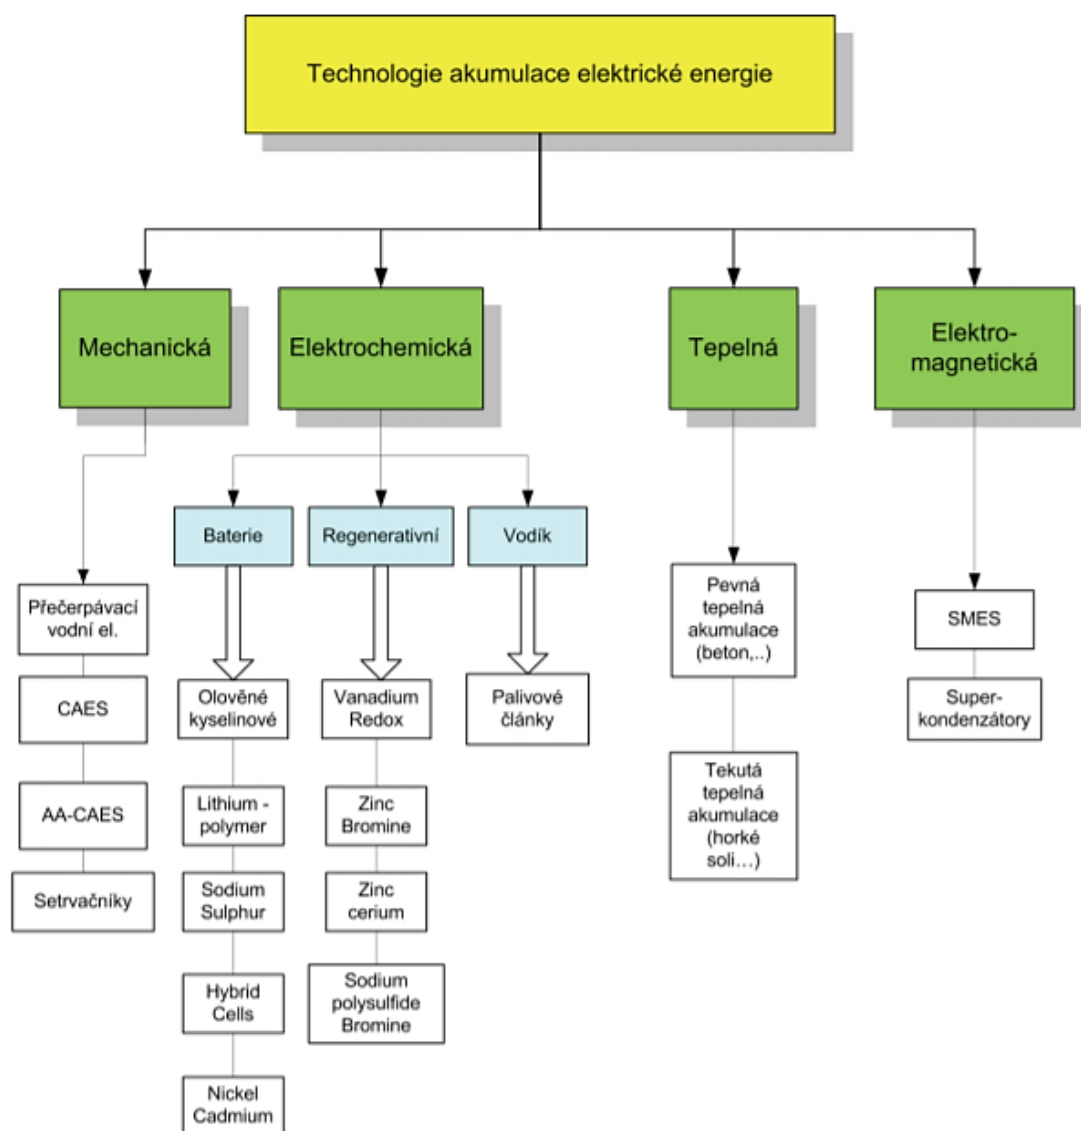 Technologie akumulace elektrické energie
Mechanická
Elektrochemická
Tepelná
Elektro-
magnetická
Baterie
Regenerativní
Vodík
Přečerpávací
vodní el.
CAES
AA-CAES
Setrvačníky
Olověné
kyselinové
Lithium -
polymer
Sodium
Sulphur
Hybrid
Cells
Nickel
Cadmium
Vanadium
Redox
Zinc
Bromine
Zinc
cerium
Sodium
polysulfide
Bromine
Palivové
články
Pevná
tepelná
akumulace
(beton,..)
Tekutá
tepelná
akumulace
(horké
soli…)
SMES
Super-
kondenzátory